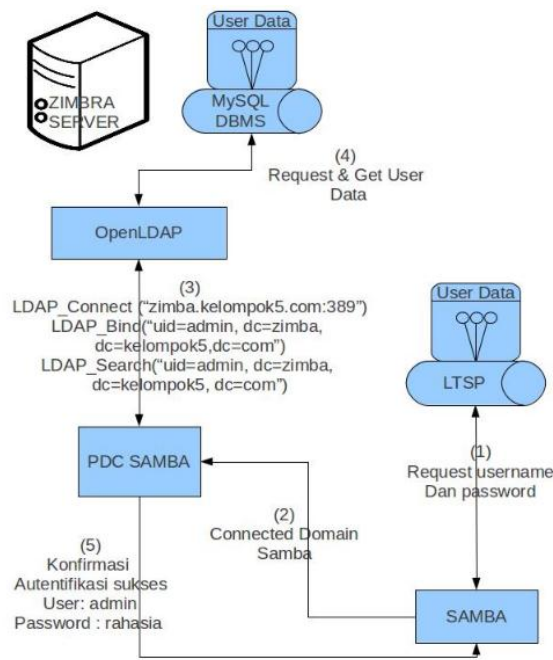 User Data
ZIMBRA
SERVER
MySQL
DBMS
(4)
Request & Get User
Data
OpenLDAP
(3)
LDAP_Connect (“zimba.kelompok5.com:389”)
LDAP_Bind(“uid=admin, dc=zimba,
dc=kelompok5,dc=com”)
LDAP_Search(“uid=admin, dc=zimba,
dc=kelompok5, dc=com”)
User Data
LTSP
PDC SAMBA
(1)
Request username
Dan password
(2)
Connected Domain
Samba
(5)
Konfirmasi
Autentifikasi sukses
User: admin
Password : rahasia
SAMBA